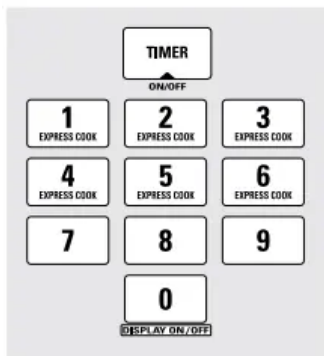 TIMER
ON/OFF
1 2 3
EXPRESS COOK EXPRESS COOK EXPRESS COOK
4 5 6
EXPRESS COOK EXPRESS COOK EXPRESS COOK
7 8 9
0
DISPLAY ON/OFF